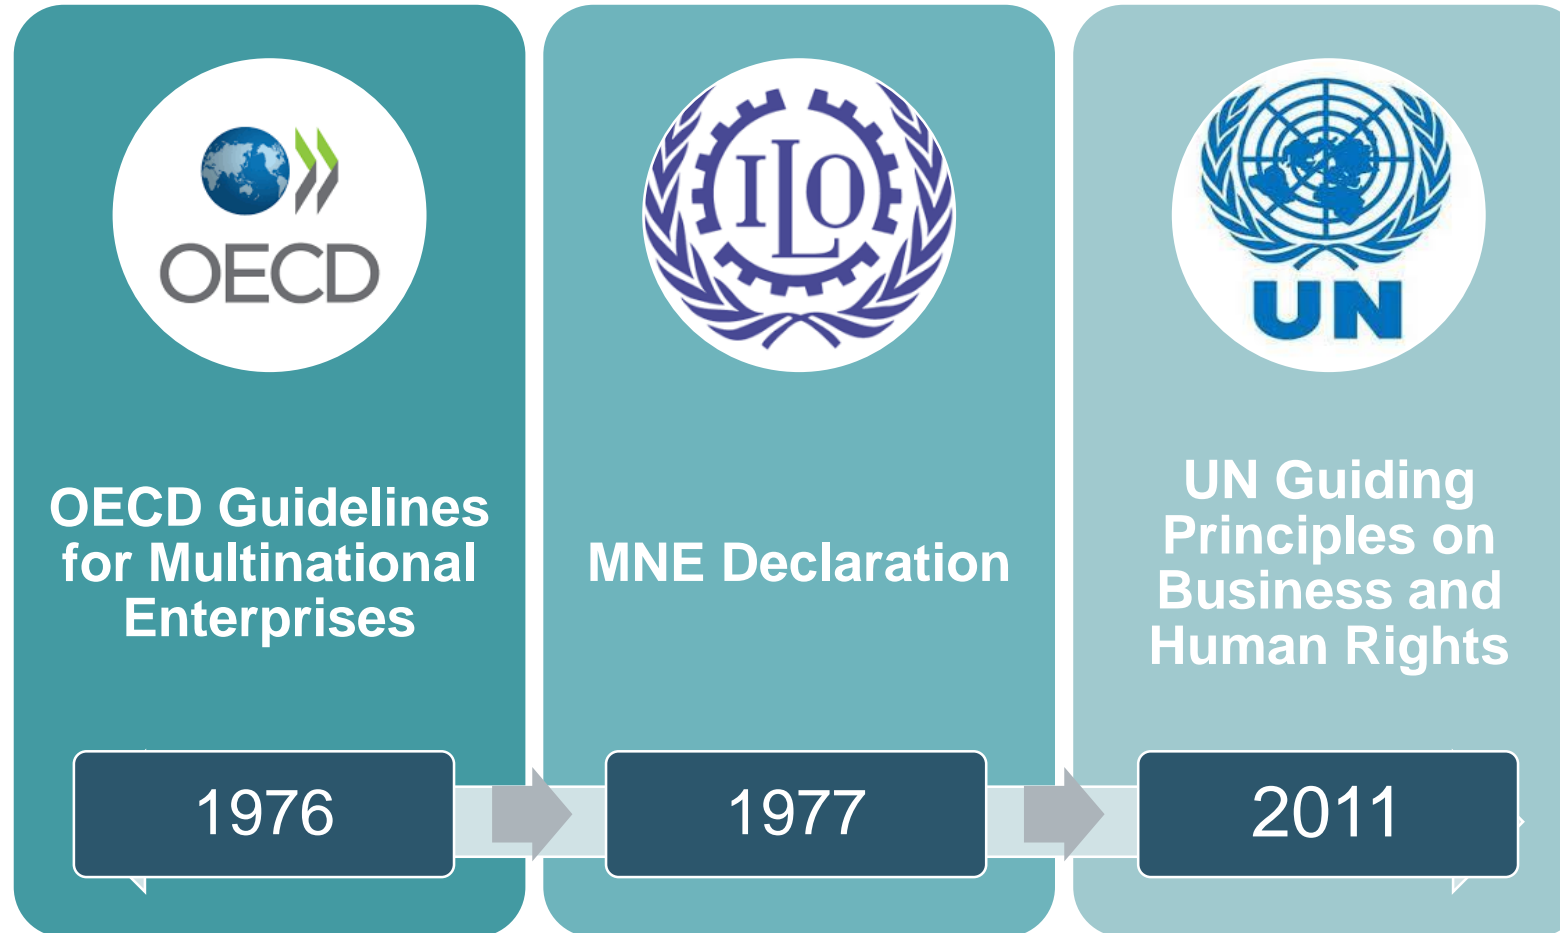 OECD
OECD Guidelines
for Multinational
Enterprises
1976
ILO
MNE Declaration
1977
UN
UN Guiding
Principles on
Business and
Human Rights
2011